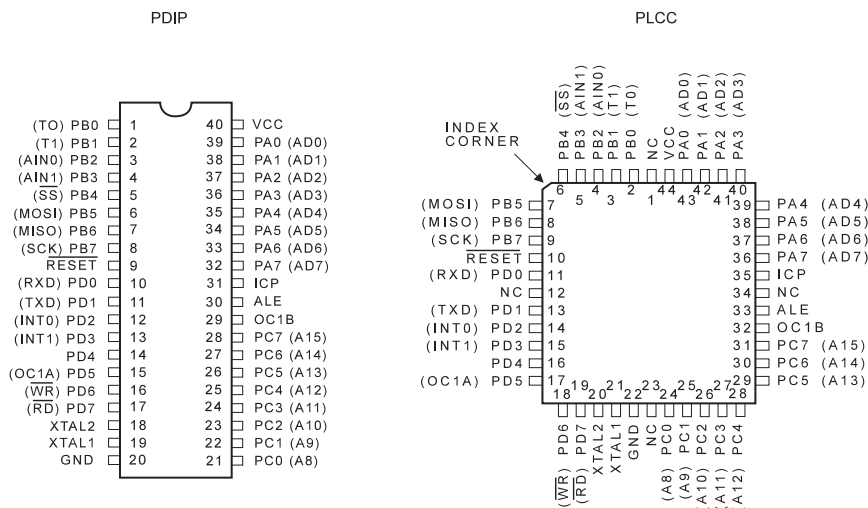 PDIP
(TO) PB0 1
(T1) PB1 2
(AIN0) PB2 3
(AIN1) PB3 4
(SS) PB4 5
(MOSI) PB5 6
(MISO) PB6 7
(SCK) PB7 8
RESET 9
(RXD) PD0 10
(TXD) PD1 11
(INT0) PD2 12
(INT1) PD3 13
PD4 14
(OC1A) PD5 15
(WR) PD6 16
(RD) PD7 17
XTAL2 18
XTAL1 19
GND 20
40 VCC
39 PA0 (AD0)
38 PA1 (AD1)
37 PA2 (AD2)
36 PA3 (AD3)
35 PA4 (AD4)
34 PA5 (AD5)
33 PA6 (AD6)
32 PA7 (AD7)
31 ICP
30 ALE
29 OC1B
28 PC7 (A15)
27 PC6 (A14)
26 PC5 (A13)
25 PC4 (A12)
24 PC3 (A11)
23 PC2 (A10)
22 PC1 (A9)
21 PC0 (A8)
PLCC
INDEX
CORNER
PB4 (SS)
PB3 (AIN1)
PB2 (AIN0)
PB1 (T1)
PB0 (T0)
NC
VCC
PA0 (AD0)
PA1 (AD1)
PA2 (AD2)
PA3 (AD3)
6
5
4
3
2
1
44
43
42
41
40
(MOSI) PB5 7
(MISO) PB6 8
(SCK) PB7 9
RESET 10
(RXD) PD0 11
NC 12
(TXD) PD1 13
(INT0) PD2 14
(INT1) PD3 15
PD4 16
(OC1A) PD5 17
39 PA4 (AD4)
38 PA5 (AD5)
37 PA6 (AD6)
36 PA7 (AD7)
35 ICP
34 NC
33 ALE
32 OC1B
31 PC7 (A15)
30 PC6 (A14)
29 PC5 (A13)
18
19
20
21
22
23
24
25
26
27
28
(WR) PD6
(RD) PD7
XTAL2
XTAL1
GND
NC
(A8) PC0
(A9) PC1
(A10) PC2
(A11) PC3
(A12) PC4